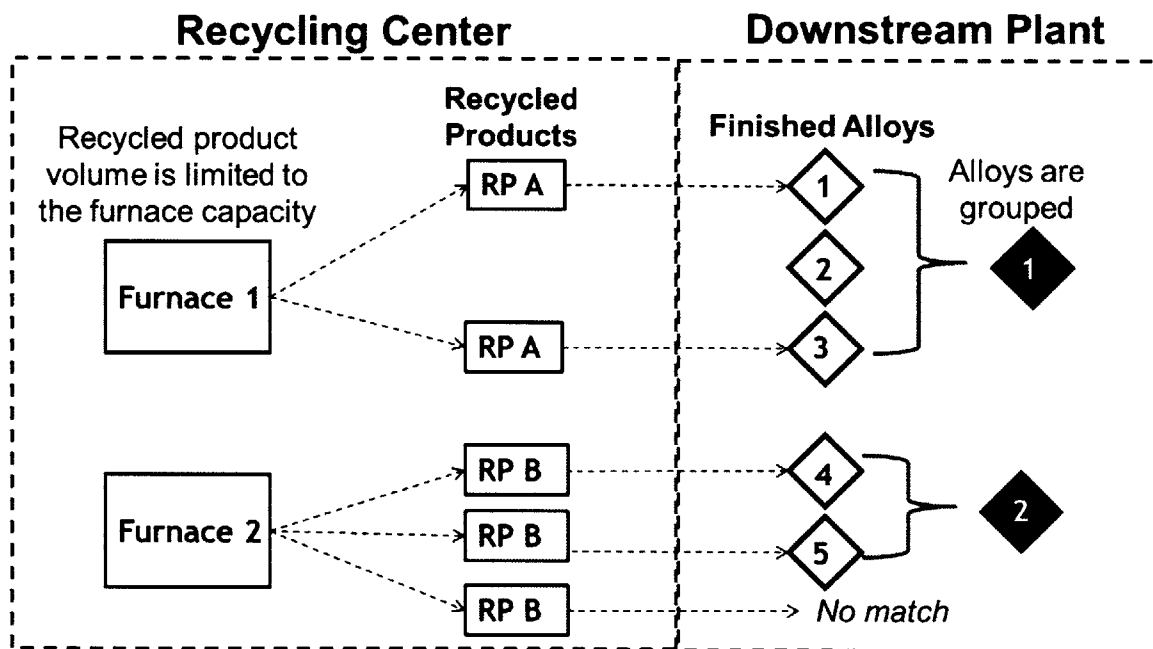 Recycling Center
Downstream Plant
Recycled product
volume is limited to
the furnace capacity
Recycled
Products
Finished Alloys
Alloys are
grouped
RP A
1
2
1
Furnace 1
RP A
3
RP B
4
Furnace 2
RP B
5
2
RP B
No match